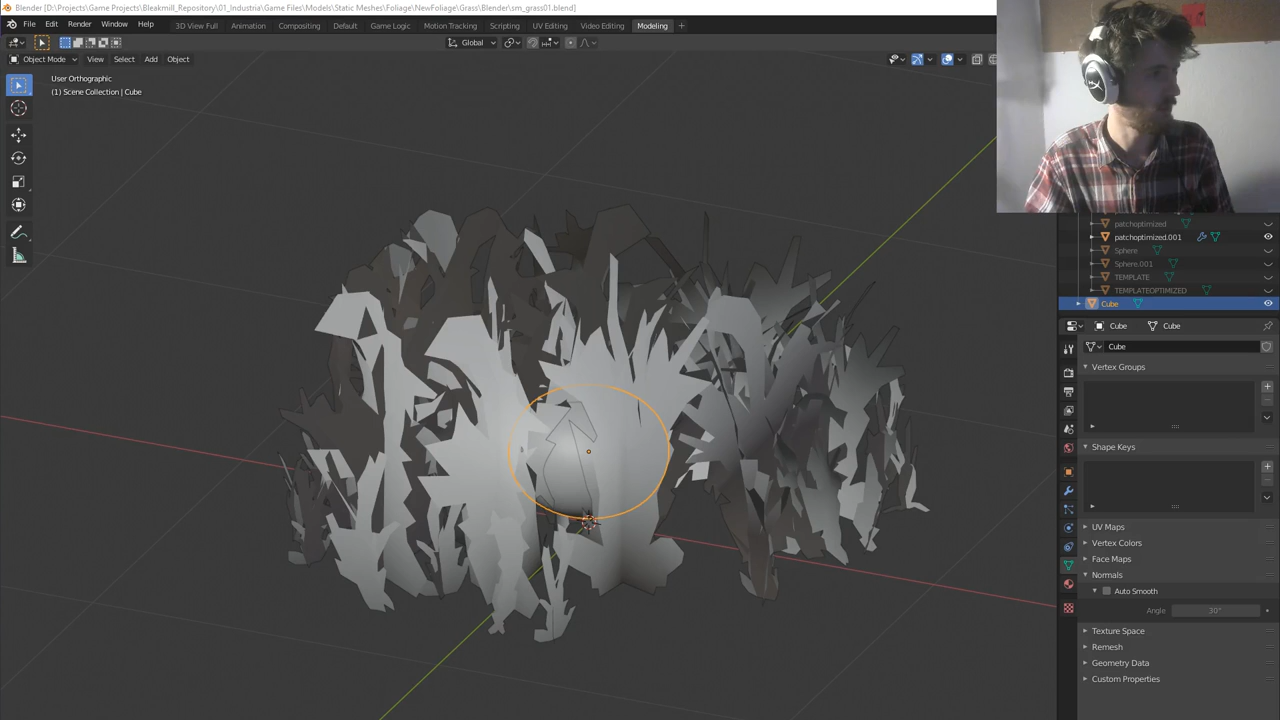 Blender [D:\Projects\Game Projects\Bleakmill_Repository\01_Industria\Game Files\Models\Static Meshes\Foliage\NewFoliage\Grass\Blender\sm_grass01.blend]
File Edit Render Window Help 3D View Full Animation Compositing Default Game Logic Motion Tracking Scripting UV Editing Video Editing Modeling
Global
Object Mode View Select Add Object
User Orthographic
(1) Scene Collection | Cube
patchoptimized
patchoptimized.001
Sphere
Sphere.001
TEMPLATE
TEMPLATEOPTIMIZED
Cube
Cube Cube
Cube
Vertex Groups
Shape Keys
UV Maps
Vertex Colors
Face Maps
Normals
Auto Smooth
Angle 30°
Texture Space
Remesh
Geometry Data
Custom Properties